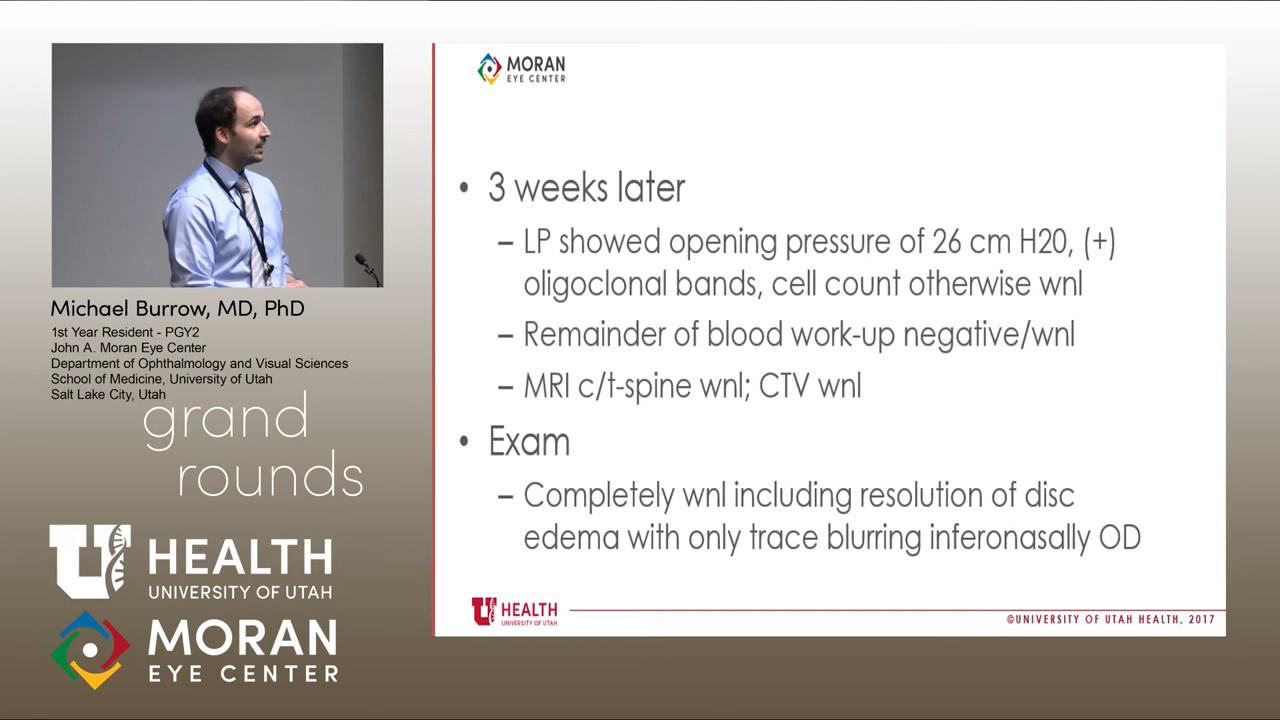 MORAN
EYE CENTER
• 3 weeks later
– LP showed opening pressure of 26 cm H20, (+)
oligoclonal bands, cell count otherwise wnl
– Remainder of blood work-up negative/wnl
– MRI c/t-spine wnl; CTV wnl
• Exam
– Completely wnl including resolution of disc
edema with only trace blurring inferonasally OD
U HEALTH
UNIVERSITY OF UTAH
©UNIVERSITY OF UTAH HEALTH, 2017
Michael Burrow, MD, PhD
1st Year Resident - PGY2
John A. Moran Eye Center
Department of Ophthalmology and Visual Sciences
School of Medicine, University of Utah
Salt Lake City, Utah
grand
rounds
U HEALTH
UNIVERSITY OF UTAH
MORAN
EYE CENTER